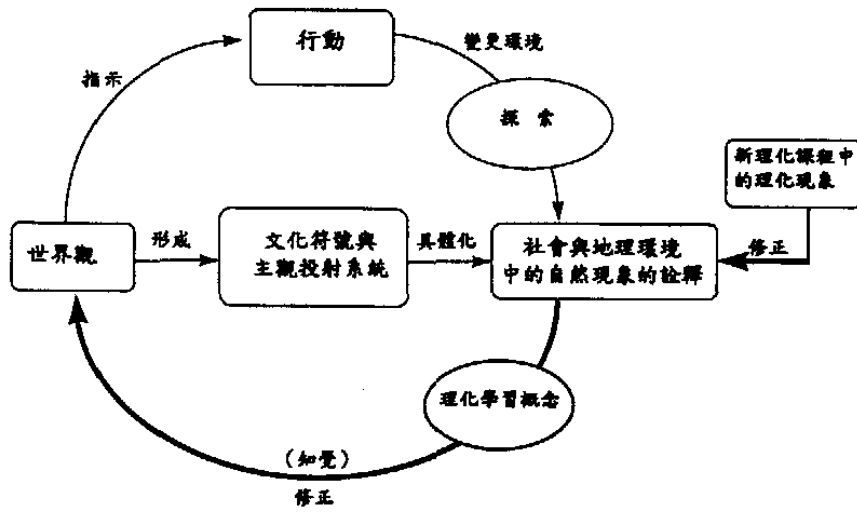 行動
變更環境
指示
探索
新理化課程中
的理化現象
世界觀
形成
文化符號與
主觀投射系統
具體化
社會與地理環境
中的自然現象的詮釋
修正
理化學習概念
(知覺)
修正